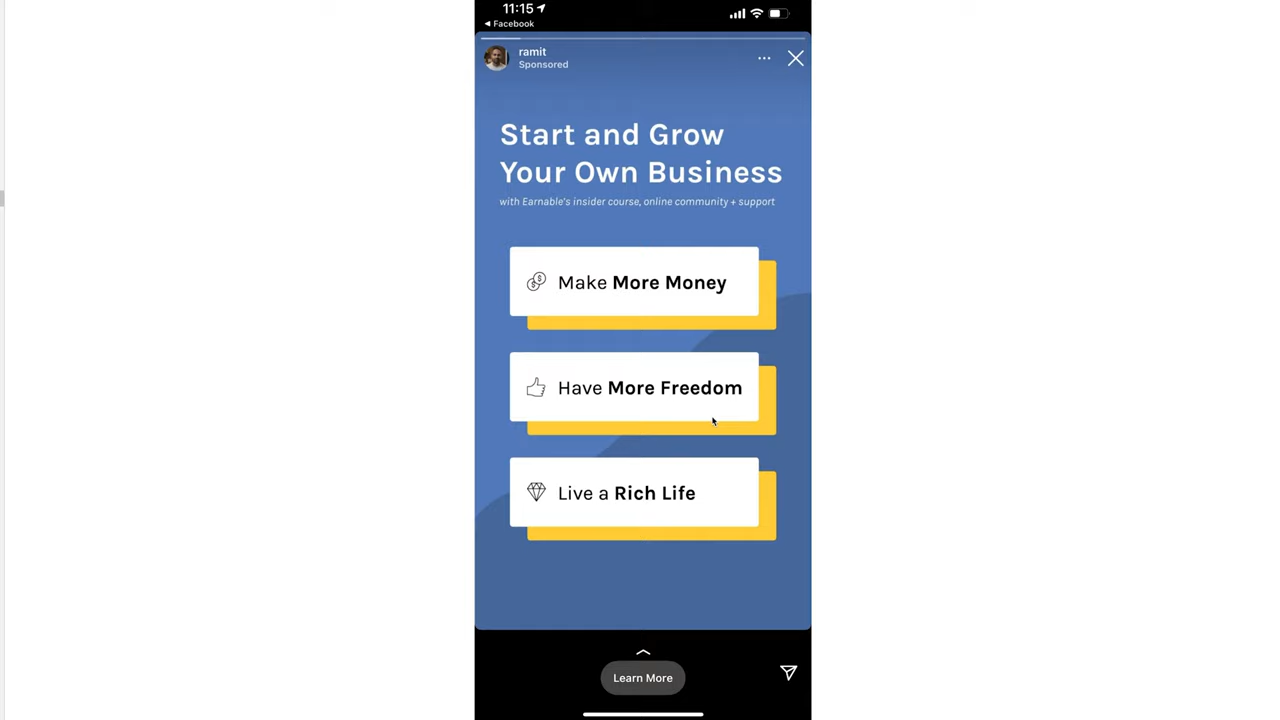 11:15
◀ Facebook
ramit
Sponsored
Start and Grow
Your Own Business
with Earnable's insider course, online community + support
Make More Money
Have More Freedom
Live a Rich Life
Learn More